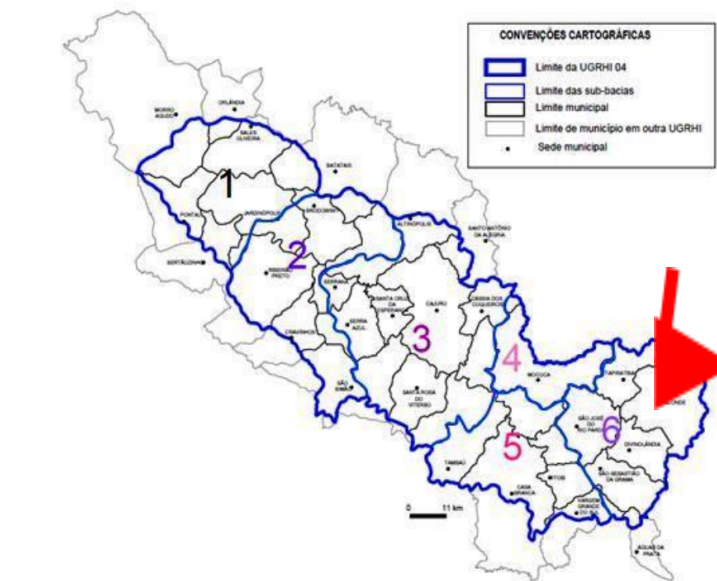 CONVENÇÕES CARTOGRÁFICAS
Limite da UGRHI 04
Limite das sub-bacias
Limite municipal
Limite de município em outra UGRHI
Sede municipal
ORLÂNDIA
MORRO
AGUDO
SALES
OLIVEIRA
BATATAIS
1
PONTAL
JARDINÓPOLIS
BRODOWSKI
ALTINÓPOLIS
SANTO ANTÔNIO
DA ALEGRIA
SERTÃOZINHO
2
RIBEIRÃO
PRETO
SERRANA
SANTA CRUZ
DA
ESPERANÇA
CAJURU
CÁSSIA DOS
COQUEIROS
SERRA
AZUL
CRAVINHOS
3
4
SÃO
SIMÃO
SANTA ROSA
DO
VITERBO
MOCOCA
TAPIRATIBA
CONDE
SÃO JOSÉ
DO
RIO PARDO
6
5
DIVINOLÂNDIA
TAMBAÚ
SÃO SEBASTIÃO
DA GRAMA
ITOBI
CASA
BRANCA
VARGEM
GRANDE
DO SUL
0 11 km
ÁGUAS DA
PRATA